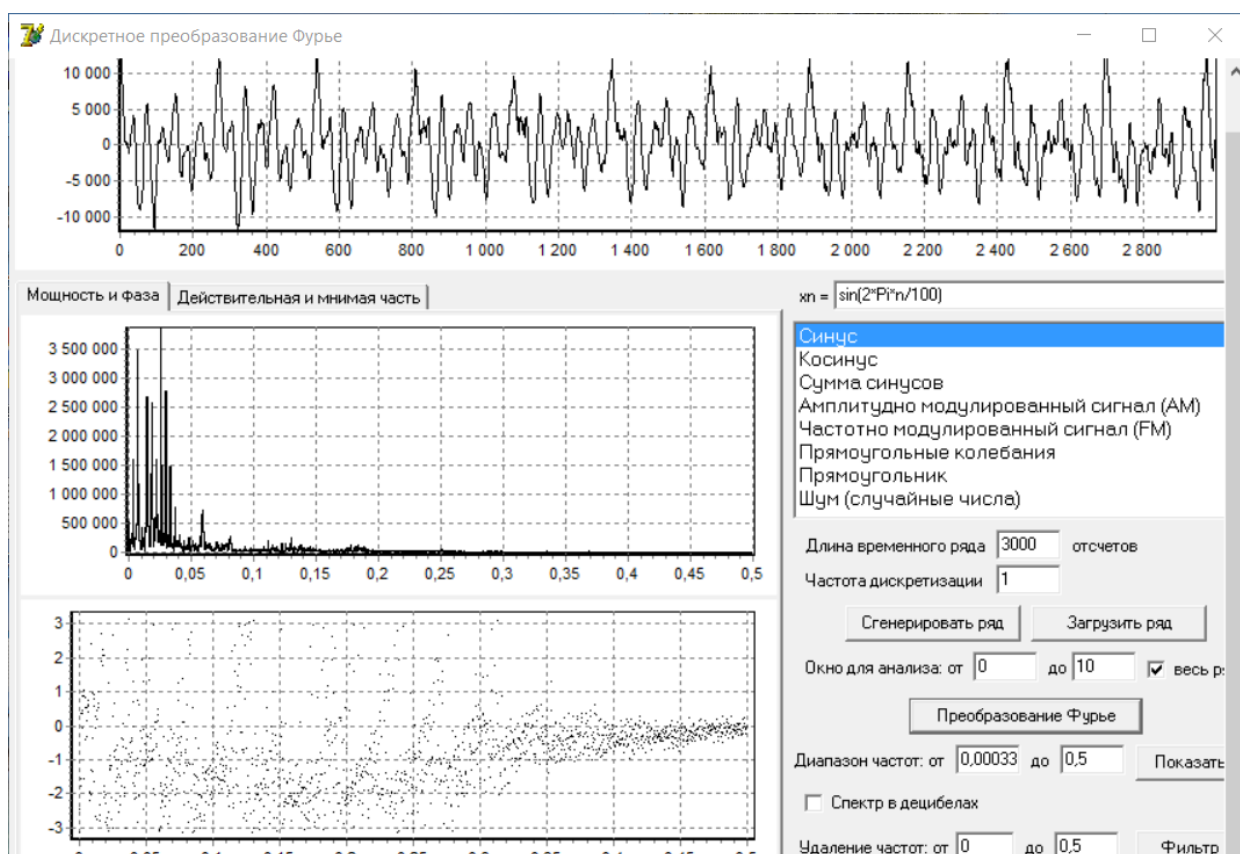 Дискретное преобразование Фурье
10 000
5 000
0
-5 000
-10 000
0 200 400 600 800 1 000 1 200 1 400 1 600 1 800 2 000 2 200 2 400 2 600 2 800
Мощность и фаза Действительная и мнимая часть
xn = sin(2*Pi*n/100)
3 500 000
3 000 000
2 500 000
2 000 000
1 500 000
1 000 000
500 000
0
0 0,05 0,1 0,15 0,2 0,25 0,3 0,35 0,4 0,45 0,5
Синус
Косинус
Сумма синусов
Амплитудно модулированный сигнал (АМ)
Частотно модулированный сигнал (FM)
Прямоугольные колебания
Прямоугольник
Шум (случайные числа)
Длина временного ряда 3000 отсчетов
Частота дискретизации 1
Сгенерировать ряд Загрузить ряд
Окно для анализа: от 0 до 10 весь р
Преобразование Фурье
Диапазон частот: от 0,00033 до 0,5 Показать
Спектр в децибелах
Удаление частот: от 0 до 0,5 Фильтр
3
2
1
0
-1
-2
-3